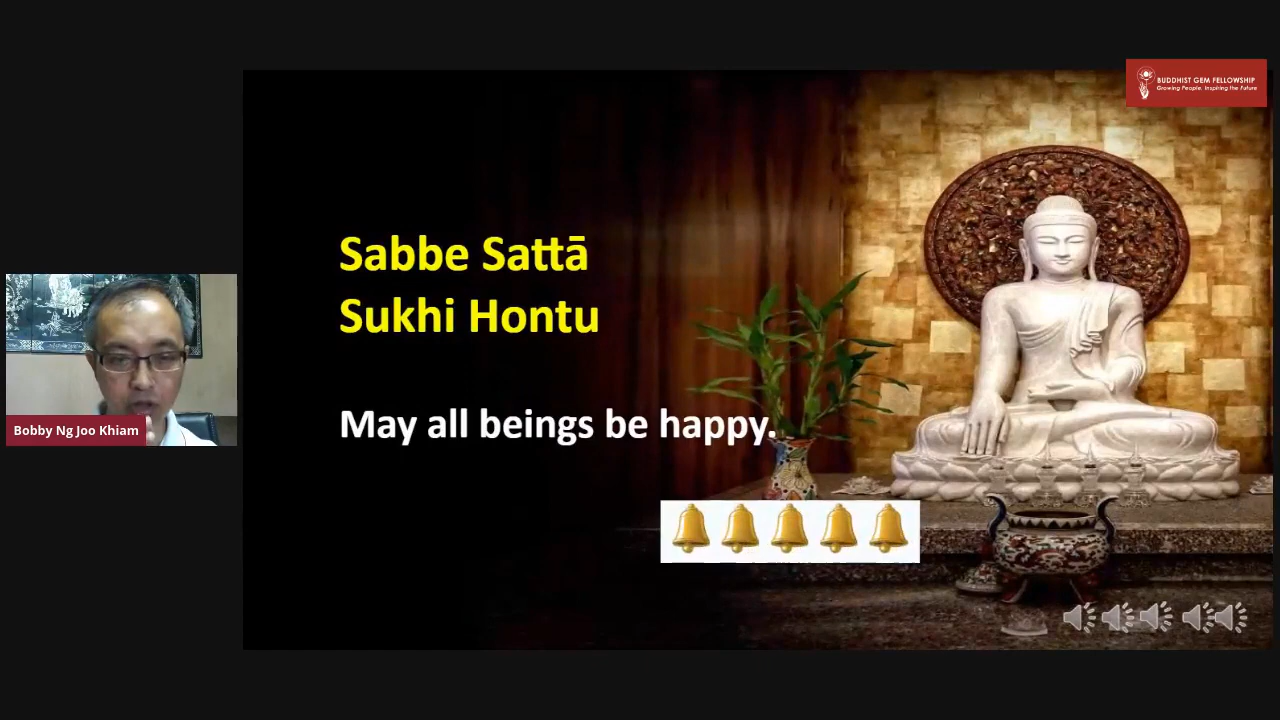 BUDDHIST GEM FELLOWSHIP
Growing People. Inspiring the Future
Sabbe Sattā
Sukhi Hontu
May all beings be happy.
Bobby Ng Joo Khiam